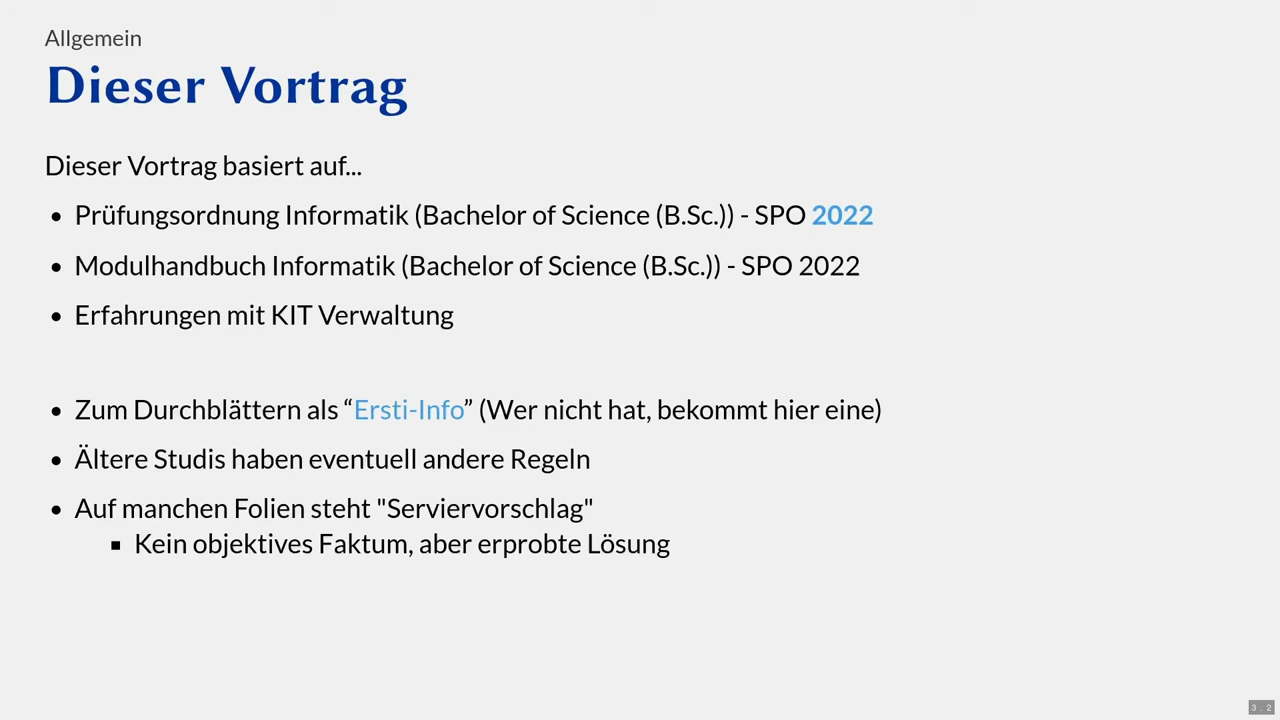 Allgemein
Dieser Vortrag
Dieser Vortrag basiert auf...
• Prüfungsordnung Informatik (Bachelor of Science (B.Sc.)) - SPO 2022
• Modulhandbuch Informatik (Bachelor of Science (B.Sc.)) - SPO 2022
• Erfahrungen mit KIT Verwaltung
• Zum Durchblättern als “Ersti-Info” (Wer nicht hat, bekommt hier eine)
• Ältere Studis haben eventuell andere Regeln
• Auf manchen Folien steht "Serviervorschlag"
▪ Kein objektives Faktum, aber erprobte Lösung
3 . 2